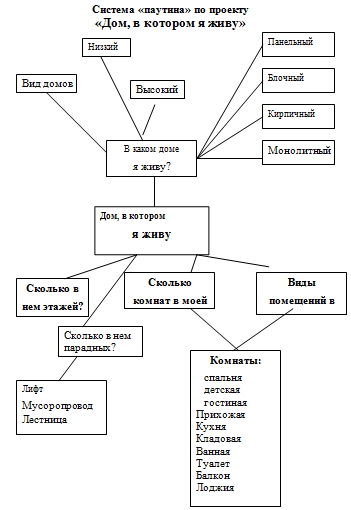 Система «паутина» по проекту
«Дом, в котором я живу»
Низкий
Панельный
Вид домов
Высокий
Блочный
Кирпичный
Монолитный
В каком доме
я живу?
Дом, в котором
я живу
Сколько в
нем этажей?
Сколько
комнат в моей
Виды
помещений в
Сколько в нем
парадных?
Лифт
Мусоропровод
Лестница
Комнаты:
спальня
детская
гостиная
Прихожая
Кухня
Кладовая
Ванная
Туалет
Балкон
Лоджия